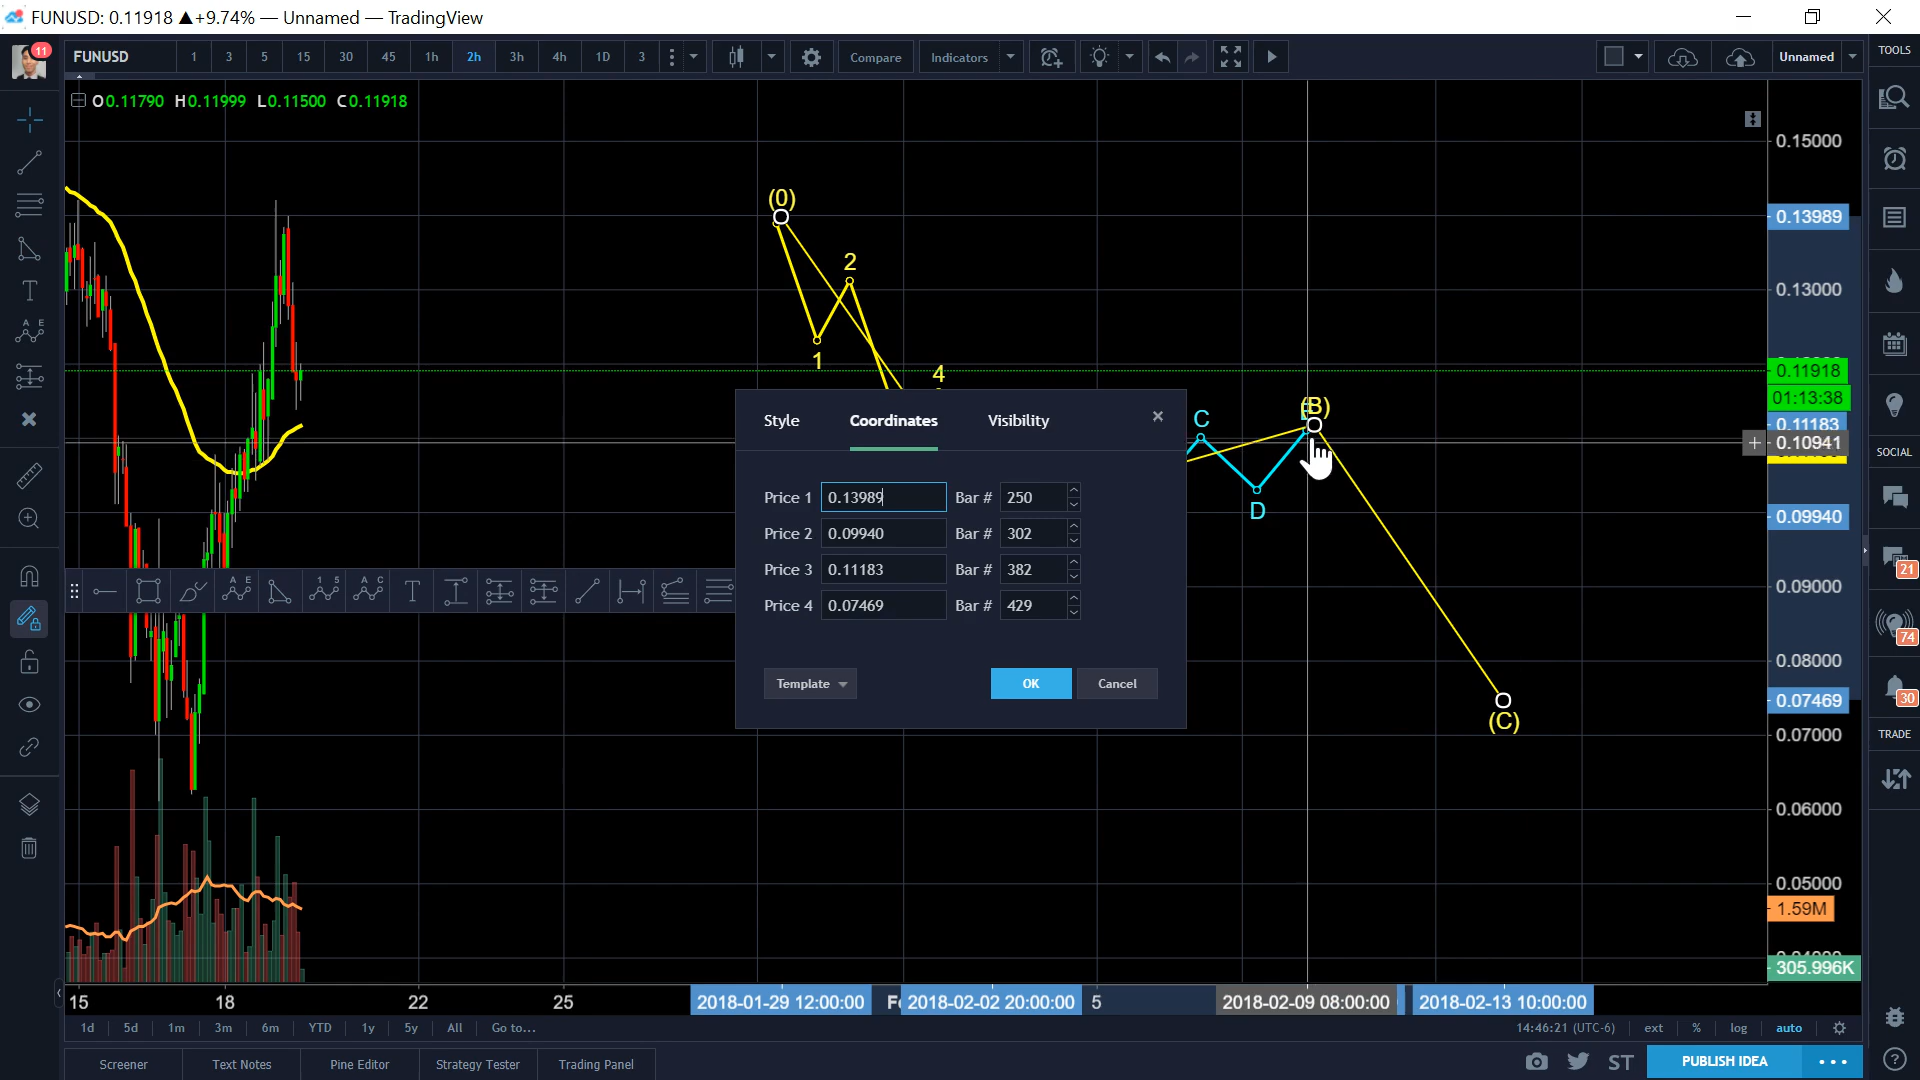 FUNUSD: 0.11918 ▲+9.74% — Unnamed — TradingView
11
FUNUSD 1 3 5 15 30 45 1h 2h 3h 4h 1D 3 Compare Indicators Unnamed
TOOLS
O0.11790 H0.11999 L0.11500 C0.11918
0.15000
(0)
0.13989
2
0.13000
1
4
0.11918
01:13:38
C
(B)
0.11183
0.10941
SOCIAL
D
0.09940
0.09000
0.08000
0.07469
(C)
0.07000
0.06000
0.05000
1.59M
305.996K
Style Coordinates Visibility
Price 1 0.13989 Bar # 250
Price 2 0.09940 Bar # 302
Price 3 0.11183 Bar # 382
Price 4 0.07469 Bar # 429
Template OK Cancel
21
74
30
TRADE
15 18 22 25 2018-01-29 12:00:00 2018-02-02 20:00:00 5 2018-02-09 08:00:00 2018-02-13 10:00:00
1d 5d 1m 3m 6m YTD 1y 5y All Go to... 14:46:21 (UTC-6) ext % log auto
Screener Text Notes Pine Editor Strategy Tester Trading Panel ST PUBLISH IDEA